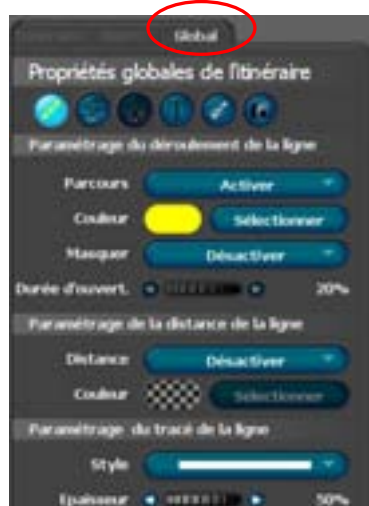 Global
Propriétés globales de l'itinéraire
Paramétrage du déroulement de la ligne
Parcours Activer
Couleur Sélectionner
Masquer Désactiver
Durée d'ouvert. 20%
Paramétrage de la distance de la ligne
Distance Désactiver
Couleur Sélectionner
Paramétrage du tracé de la ligne
Style
Epaisseur 50%